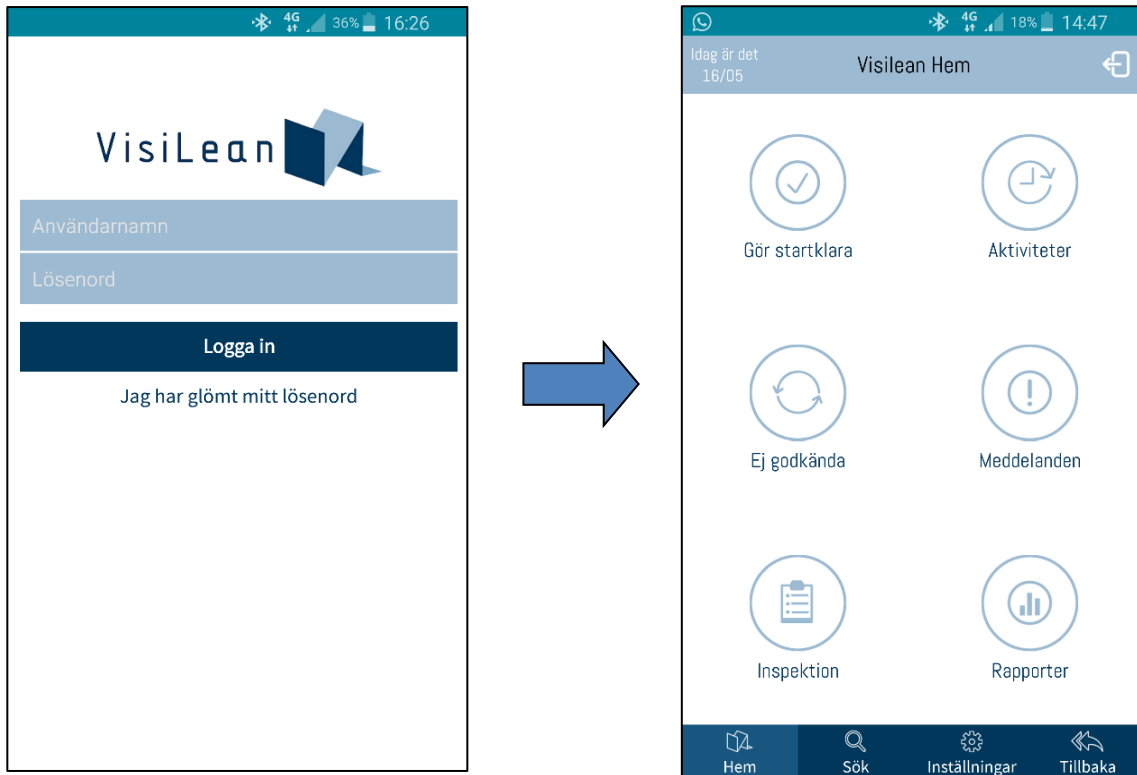 4G 36% 16:26
VisiLean
Användarnamn
Lösenord
Logga in
Jag har glömt mitt lösenord
4G 18% 14:47
Idag är det
16/05
Visilean Hem
Gör startklara
Aktiviteter
Ej godkända
Meddelanden
Inspektion
Rapporter
Hem
Sök
Inställningar
Tillbaka